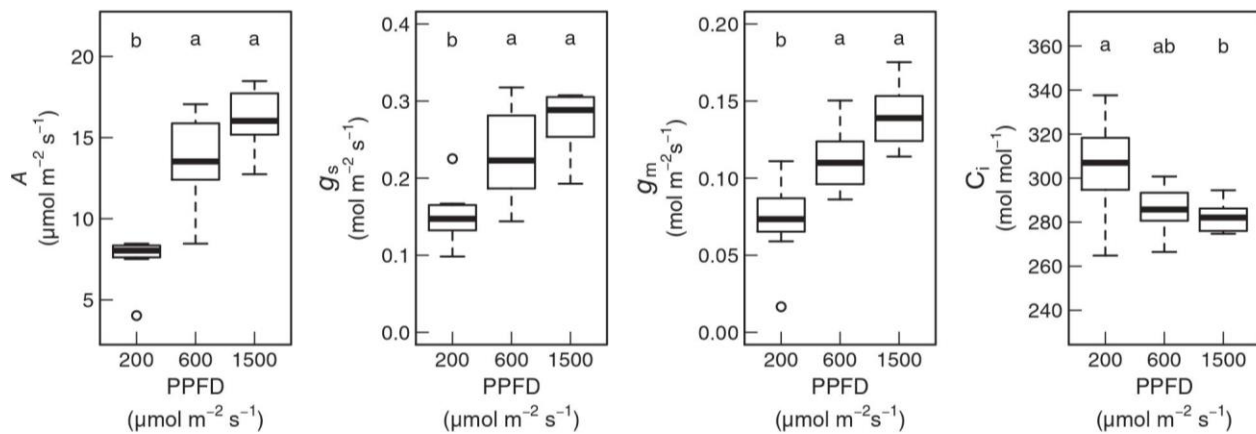 A
(μmol m⁻² s⁻¹)
20
15
10
5
b a a
200 600 1500
PPFD
(μmol m⁻² s⁻¹)
gs
(mol m⁻² s⁻¹)
0.4
0.3
0.2
0.1
0.0
b a a
200 600 1500
PPFD
(μmol m⁻² s⁻¹)
gm
(mol m⁻²s⁻¹)
0.20
0.15
0.10
0.05
0.00
b a a
200 600 1500
PPFD
(μmol m⁻²s⁻¹)
Ci
(mol mol⁻¹)
360
340
320
300
280
260
240
a ab b
200 600 1500
PPFD
(μmol m⁻² s⁻¹)